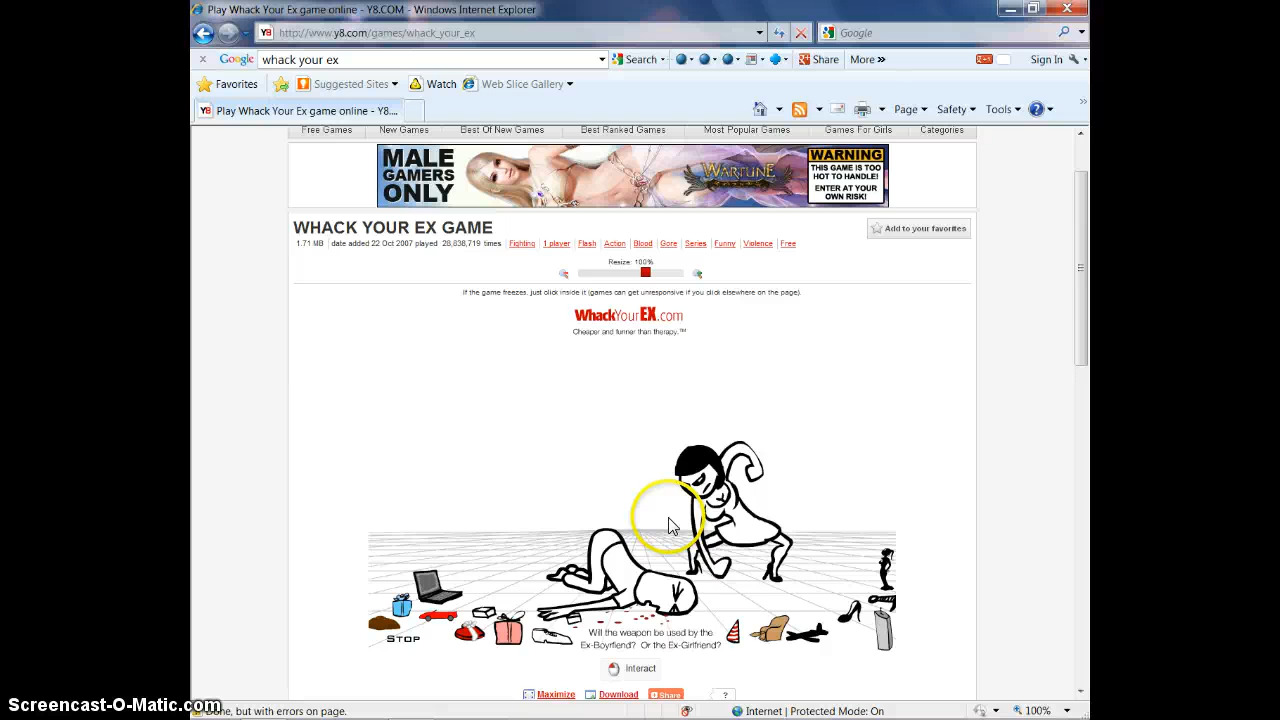 Play Whack Your Ex game online - Y8.COM - Windows Internet Explorer
http://www.y8.com/games/whack_your_ex
Google
Google
whack your ex
Search
Share
More »
Sign In
Favorites
Suggested Sites
Watch
Web Slice Gallery
Play Whack Your Ex game online - Y8....
Page
Safety
Tools
Free Games
New Games
Best Of New Games
Best Ranked Games
Most Popular Games
Games For Girls
Categories
MALE
GAMERS
ONLY
WARTUNE
WARNING
THIS GAME IS TOO
HOT TO HANDLE!
ENTER AT YOUR
OWN RISK!
WHACK YOUR EX GAME
Add to your favorites
1.71 MB
date added 22 Oct 2007 played 28,838,719 times
Fighting
1 player
Flash
Action
Blood
Gore
Series
Funny
Violence
Free
Resize: 100%
If the game freezes, just click inside it (games can get unresponsive if you click elsewhere on the page).
WhackYourEX.com
Cheaper and funner than therapy.™
STOP
Will the weapon be used by the
Ex-Boyfriend? Or the Ex-Girlfriend?
interact
Maximize
Download
Share
?
Done, but with errors on page.
Internet | Protected Mode: On
100%
Screencast-O-Matic.com